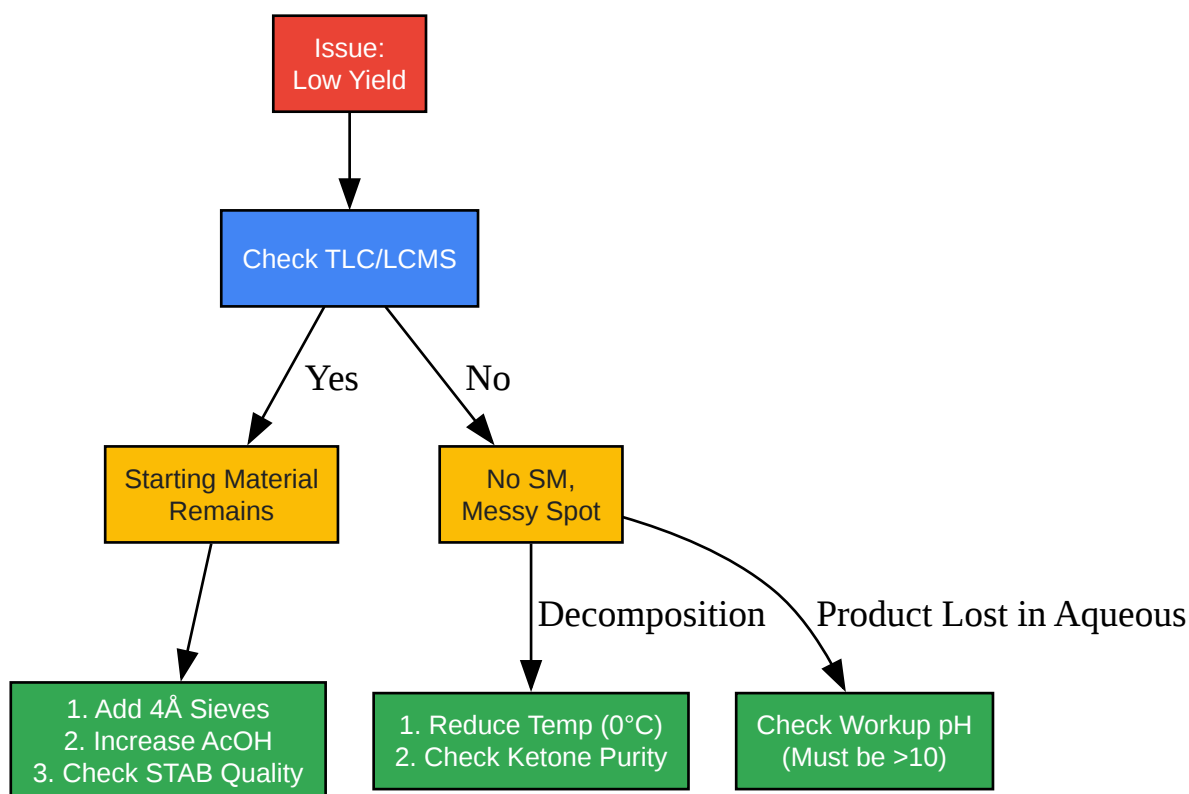 Issue:
Low Yield
Check TLC/LCMS
Yes
No
Starting Material
Remains
No SM,
Messy Spot
Decomposition
Product Lost in Aqueous
1. Add 4Å Sieves
2. Increase AcOH
3. Check STAB Quality
1. Reduce Temp (0°C)
2. Check Ketone Purity
Check Workup pH
(Must be >10)